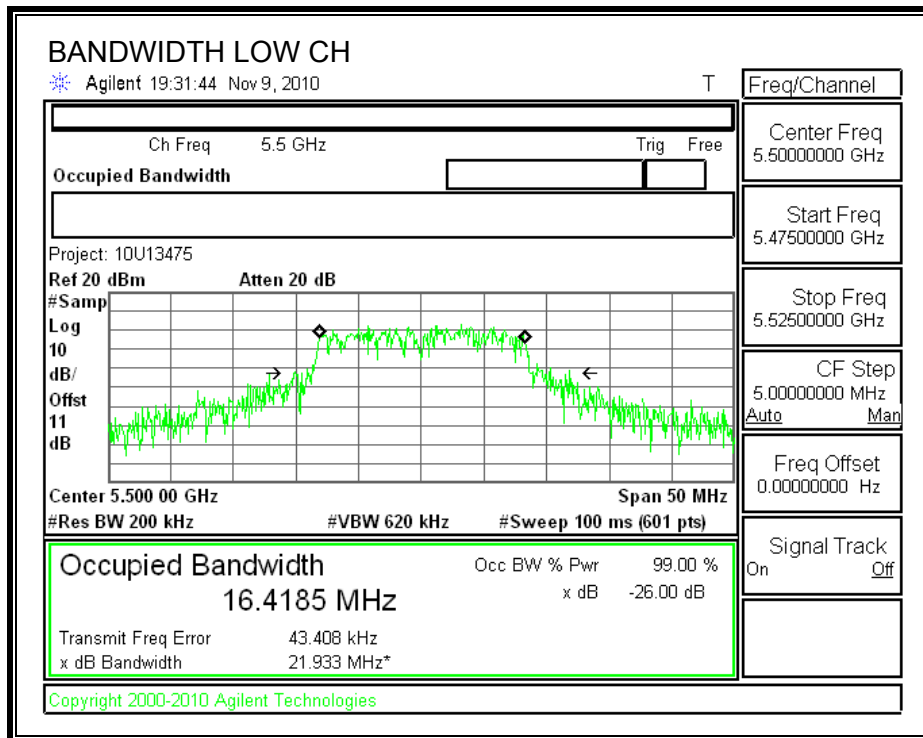 BANDWIDTH LOW CH
Agilent 19:31:44 Nov 9, 2010 T
Freq/Channel
Ch Freq 5.5 GHz Trig Free
Occupied Bandwidth
Center Freq
5.50000000 GHz
Start Freq
5.47500000 GHz
Stop Freq
5.52500000 GHz
CF Step
5.00000000 MHz
Auto Man
Freq Offset
0.00000000 Hz
Signal Track
On Off
Project: 10U13475
Ref 20 dBm Atten 20 dB
#Samp
Log
10
dB/
Offst
11
dB
Center 5.500 00 GHz Span 50 MHz
#Res BW 200 kHz #VBW 620 kHz #Sweep 100 ms (601 pts)
Occupied Bandwidth
16.4185 MHz
Occ BW % Pwr 99.00 %
x dB -26.00 dB
Transmit Freq Error 43.408 kHz
x dB Bandwidth 21.933 MHz*
Copyright 2000-2010 Agilent Technologies